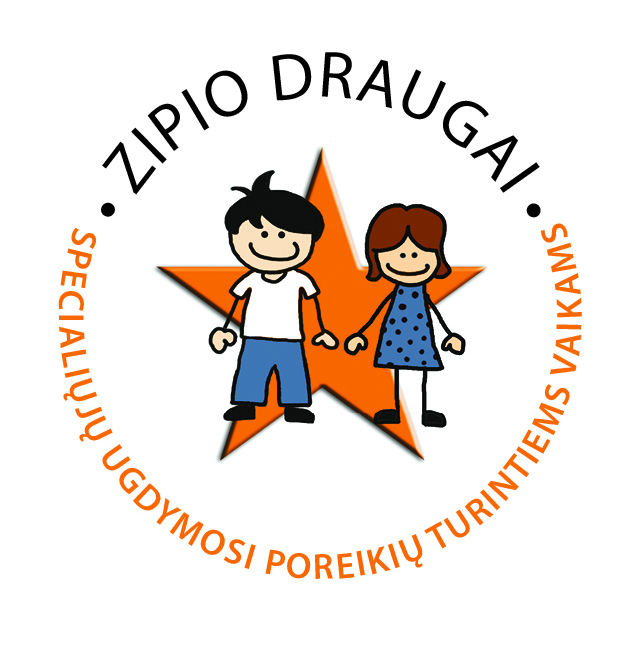 • ZIPIO DRAUGAI •
SPECIALIŲJŲ UGDYMOSI POREIKIŲ TURINTIEMS VAIKAMS